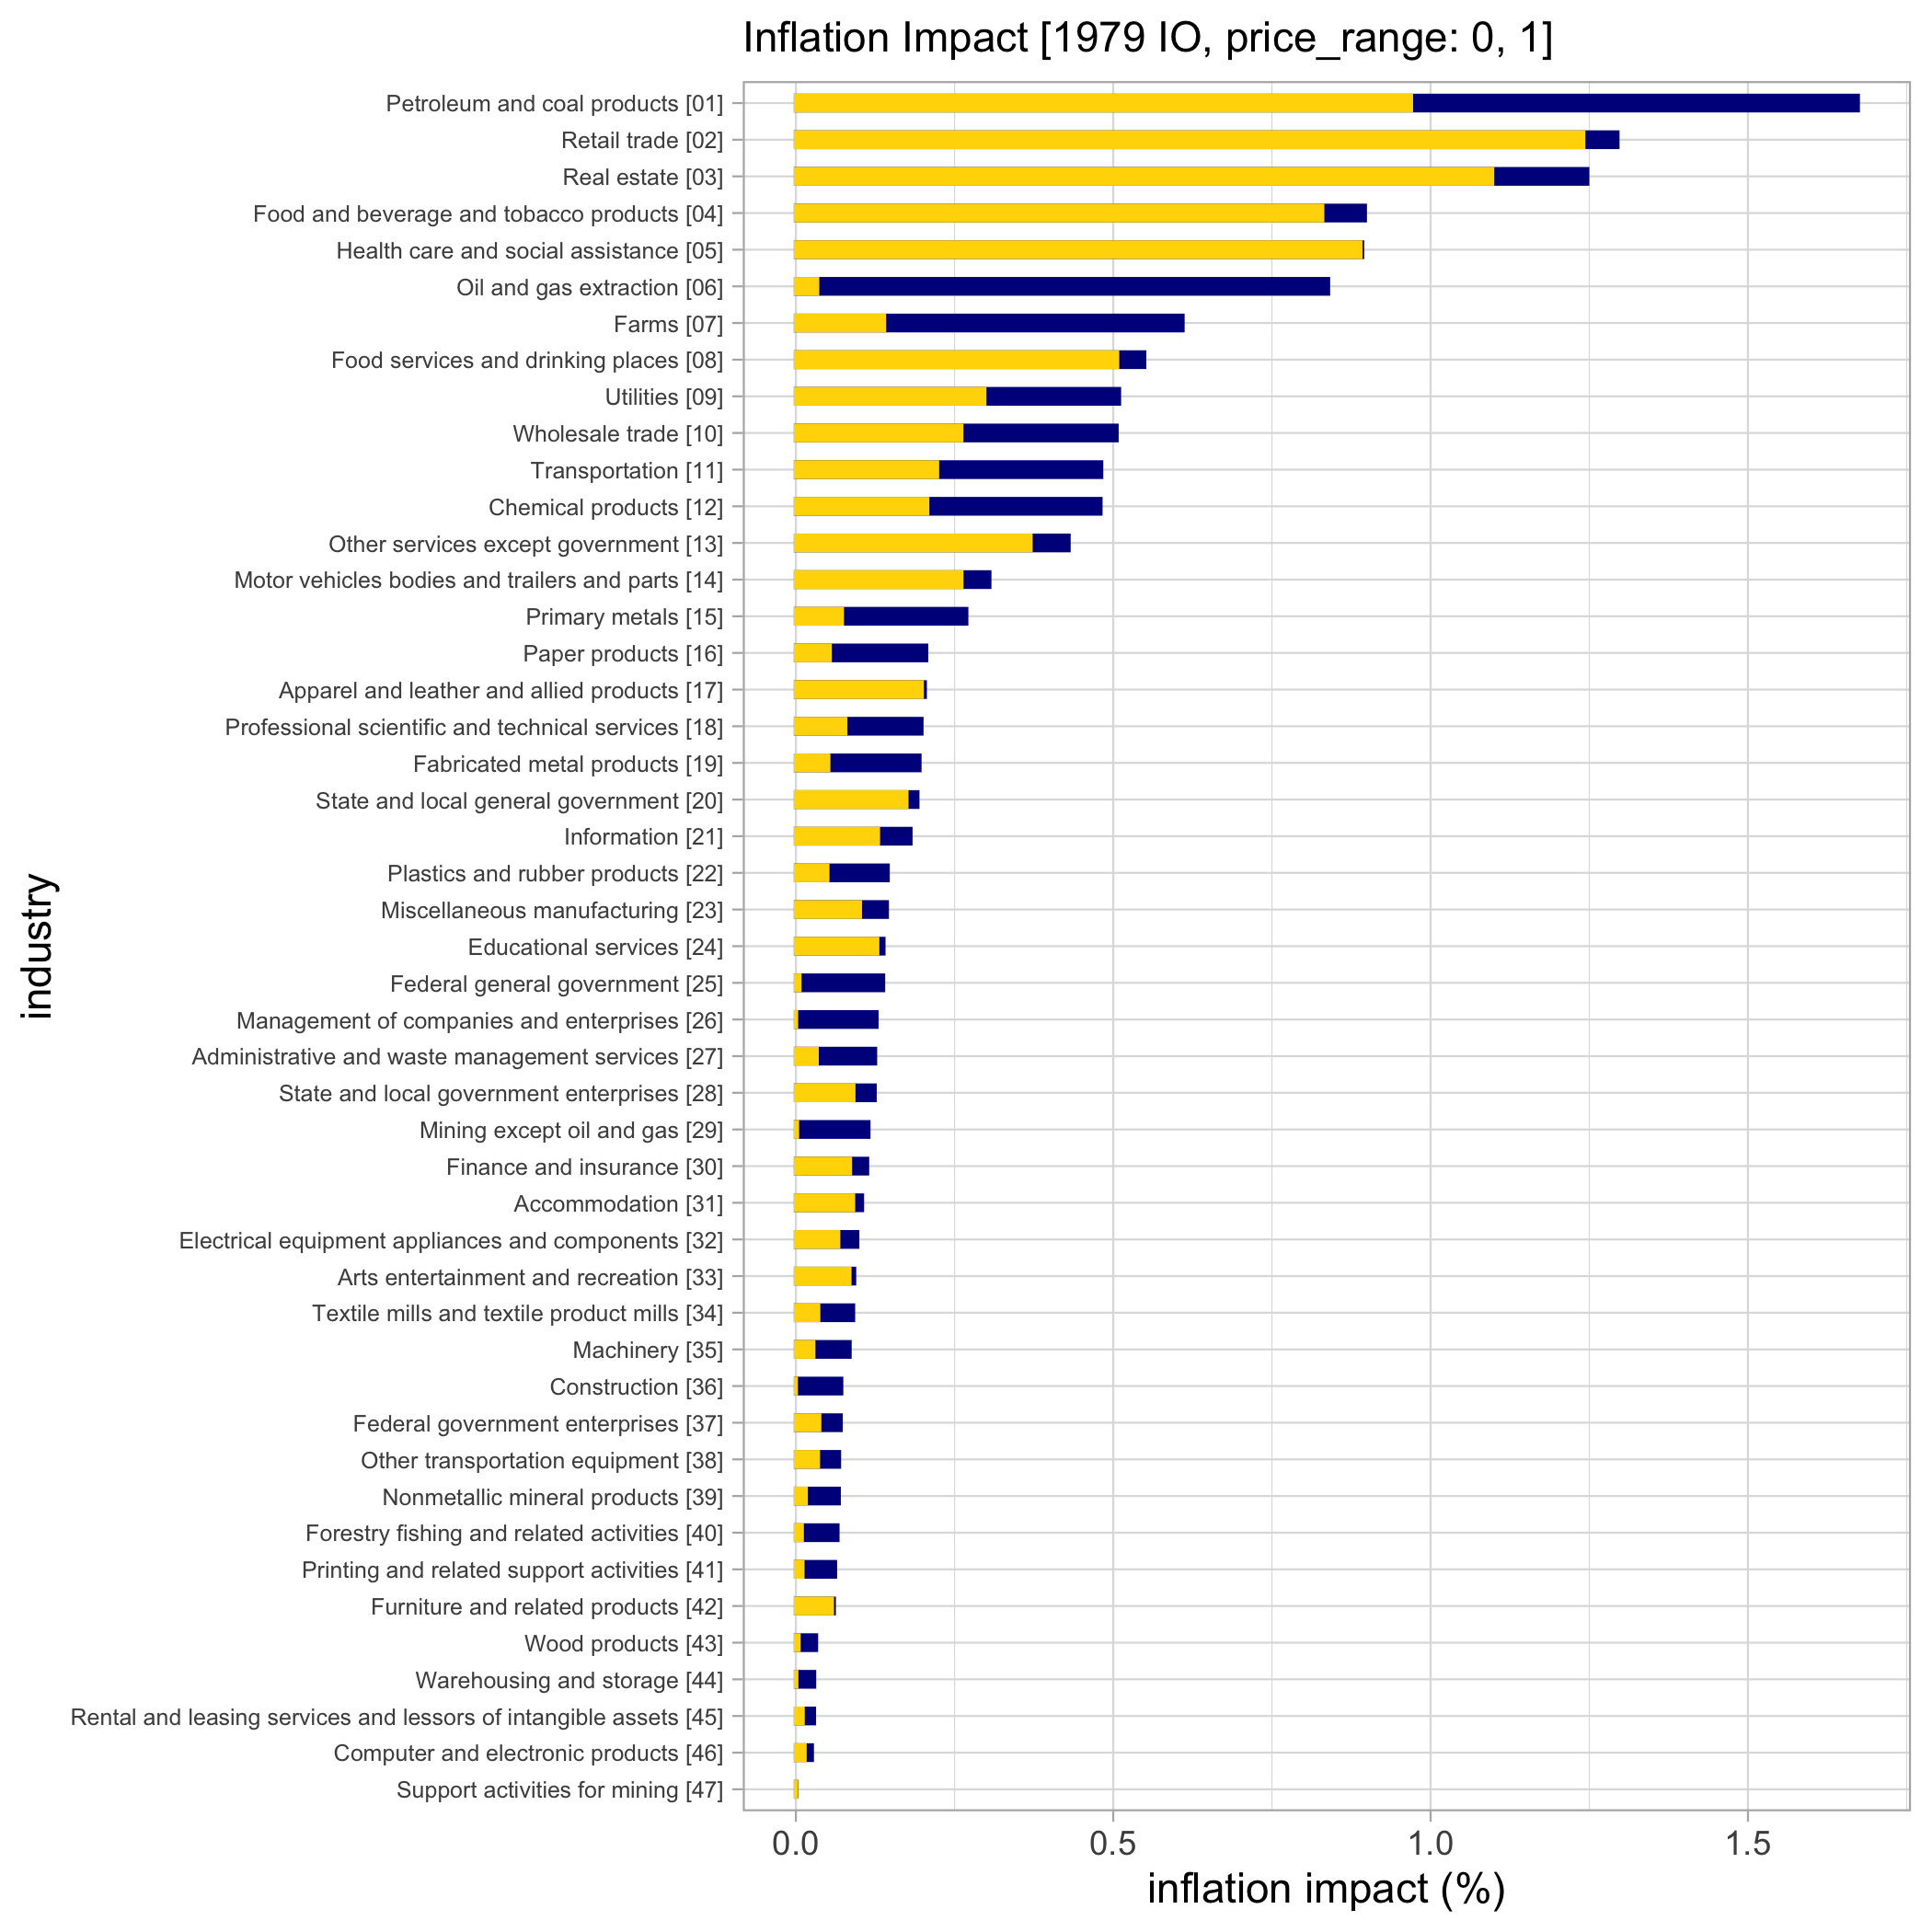 Inflation Impact [1979 IO, price_range: 0, 1]
Petroleum and coal products [01]
Retail trade [02]
Real estate [03]
Food and beverage and tobacco products [04]
Health care and social assistance [05]
Oil and gas extraction [06]
Farms [07]
Food services and drinking places [08]
Utilities [09]
Wholesale trade [10]
Transportation [11]
Chemical products [12]
Other services except government [13]
Motor vehicles bodies and trailers and parts [14]
Primary metals [15]
Paper products [16]
Apparel and leather and allied products [17]
Professional scientific and technical services [18]
Fabricated metal products [19]
State and local general government [20]
Information [21]
Plastics and rubber products [22]
Miscellaneous manufacturing [23]
Educational services [24]
Federal general government [25]
Management of companies and enterprises [26]
Administrative and waste management services [27]
State and local government enterprises [28]
Mining except oil and gas [29]
Finance and insurance [30]
Accommodation [31]
Electrical equipment appliances and components [32]
Arts entertainment and recreation [33]
Textile mills and textile product mills [34]
Machinery [35]
Construction [36]
Federal government enterprises [37]
Other transportation equipment [38]
Nonmetallic mineral products [39]
Forestry fishing and related activities [40]
Printing and related support activities [41]
Furniture and related products [42]
Wood products [43]
Warehousing and storage [44]
Rental and leasing services and lessors of intangible assets [45]
Computer and electronic products [46]
Support activities for mining [47]
industry
0.0 0.5 1.0 1.5
inflation impact (%)